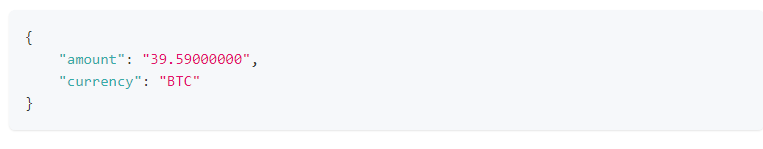 {
    "amount": "39.59000000",
    "currency": "BTC"
}